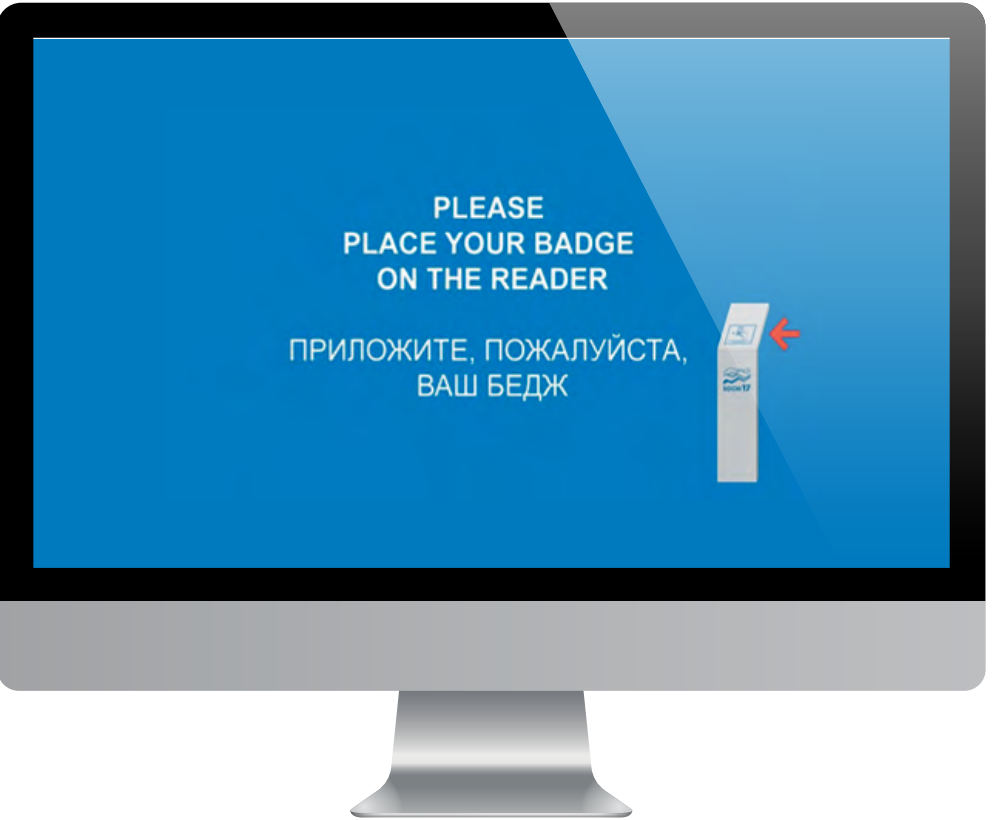 PLEASE
PLACE YOUR BADGE
ON THE READER
ПРИЛОЖИТЕ, ПОЖАЛУЙСТА,
ВАШ БЕДЖ